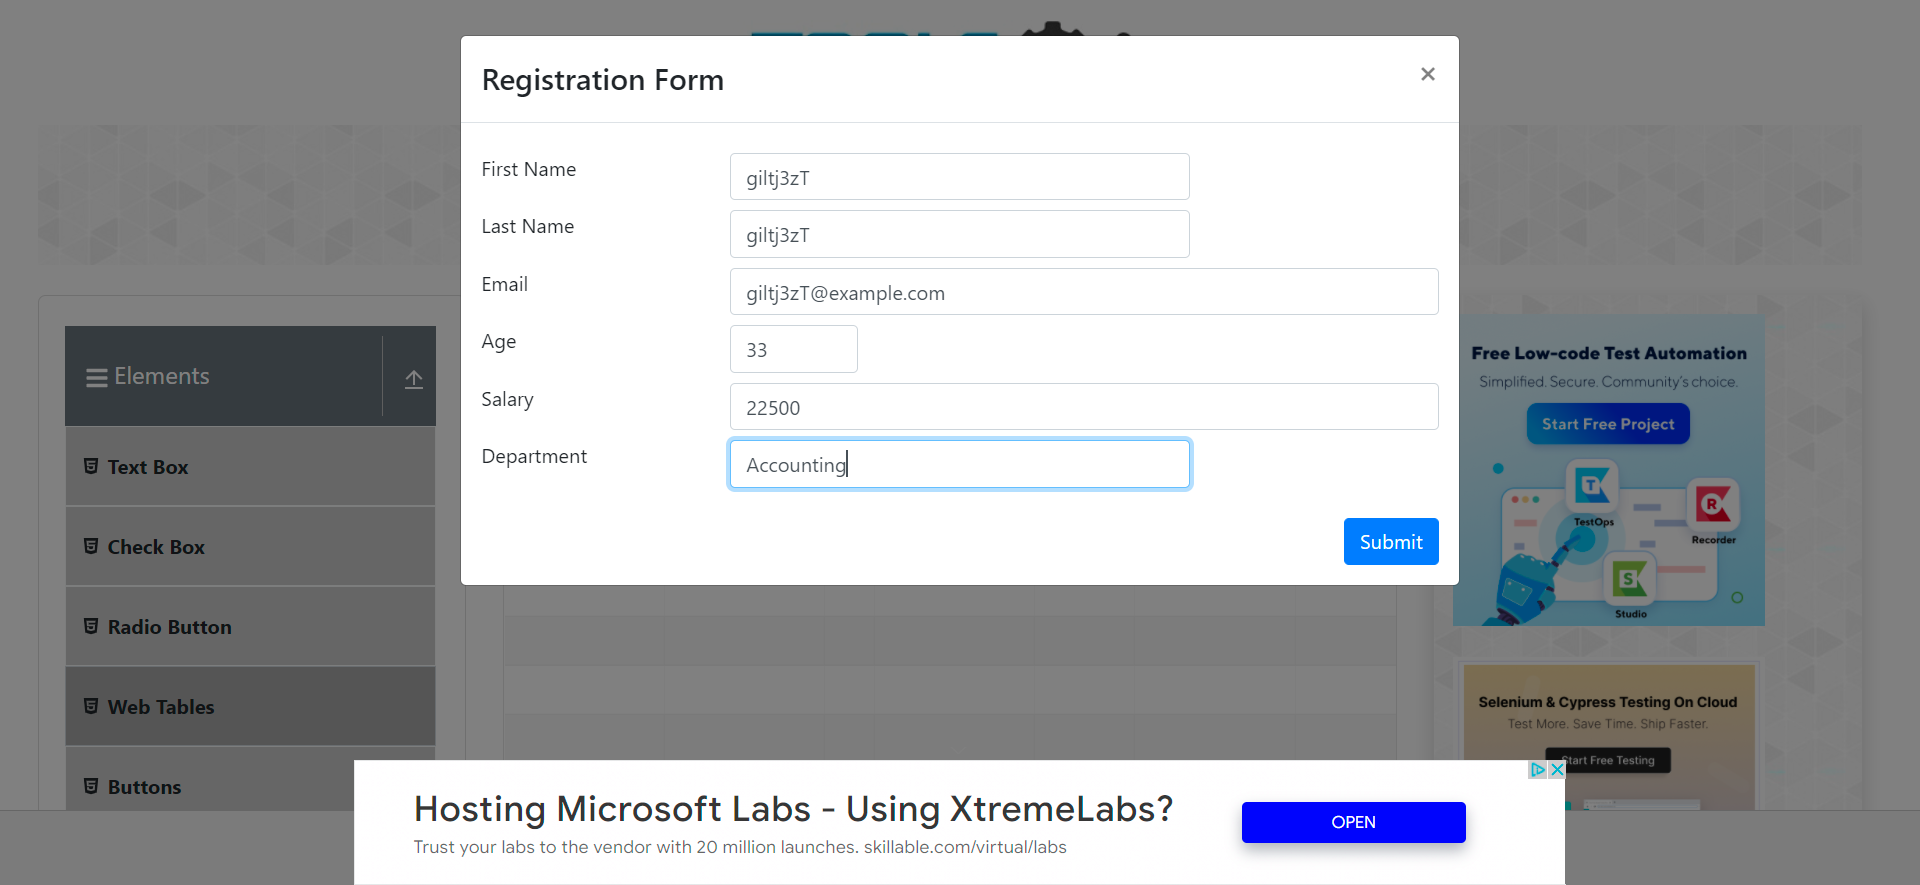 Registration Form
×
First Name
giltj3zT
Last Name
giltj3zT
Email
giltj3zT@example.com
Age
33
Salary
22500
Department
Accounting
Submit
Elements
Text Box
Check Box
Radio Button
Web Tables
Buttons
Free Low-code Test Automation
Simplified. Secure. Community's choice.
Start Free Project
TestOps
Recorder
Studio
Selenium & Cypress Testing On Cloud
Test More. Save Time. Ship Faster.
Start Free Testing
Hosting Microsoft Labs - Using XtremeLabs?
Trust your labs to the vendor with 20 million launches. skillable.com/virtual/labs
OPEN